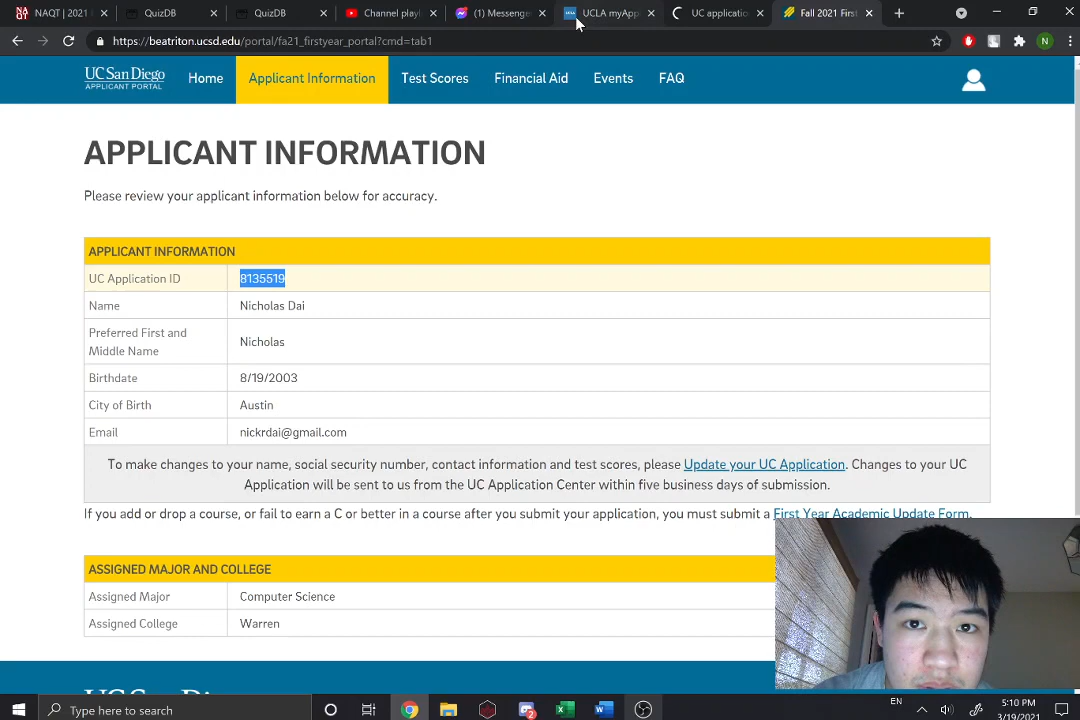 NAQT | 2021
QuizDB
QuizDB
Channel play
(1) Messenge
UCLA myApp
UC applicatio
Fall 2021 First
https://beatriton.ucsd.edu/portal/fa21_firstyear_portal?cmd=tab1
N
UC San Diego
APPLICANT PORTAL
Home
Applicant Information
Test Scores
Financial Aid
Events
FAQ
APPLICANT INFORMATION
Please review your applicant information below for accuracy.
APPLICANT INFORMATION
UC Application ID 8135519
Name Nicholas Dai
Preferred First and
Middle Name
Nicholas
Birthdate 8/19/2003
City of Birth Austin
Email nickrdai@gmail.com
To make changes to your name, social security number, contact information and test scores, please Update your UC Application. Changes to your UC
Application will be sent to us from the UC Application Center within five business days of submission.
If you add or drop a course, or fail to earn a C or better in a course after you submit your application, you must submit a First Year Academic Update Form.
ASSIGNED MAJOR AND COLLEGE
Assigned Major Computer Science
Assigned College Warren
Type here to search
2
EN
5:10 PM
3/19/2021